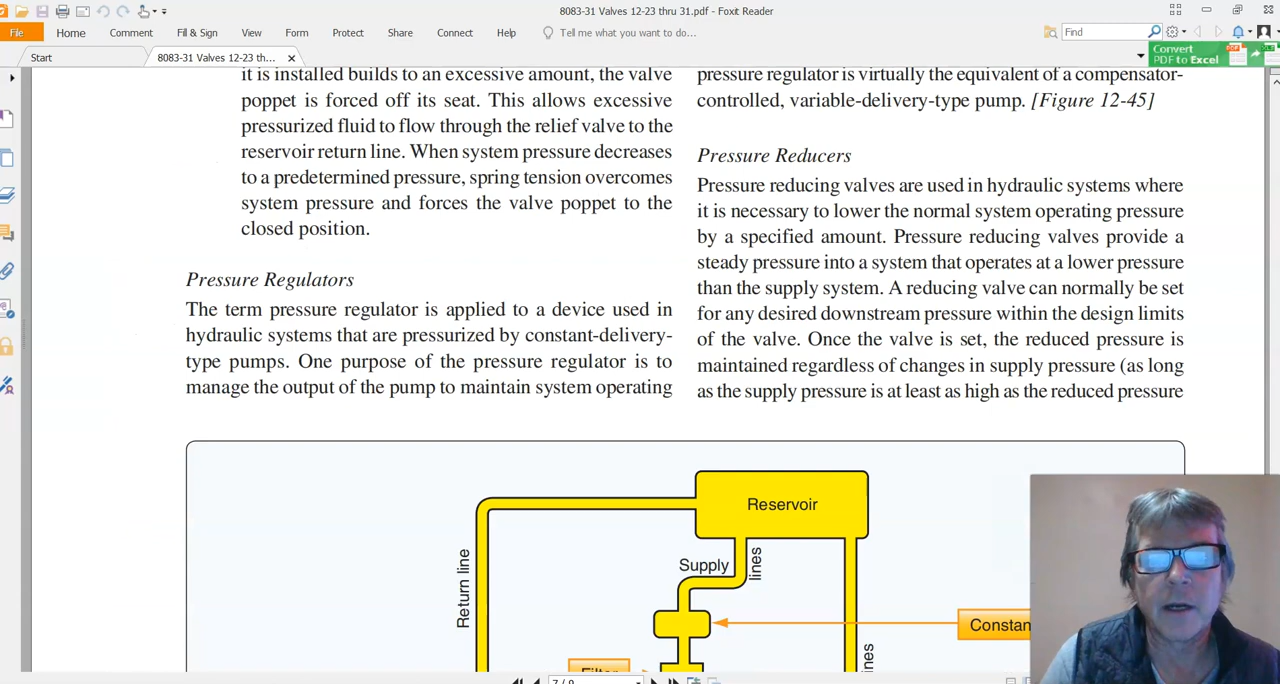 8083-31 Valves 12-23 thru 31.pdf - Foxit Reader
File Home Comment Fill & Sign View Form Protect Share Connect Help Tell me what you want to do... Find
Start 8083-31 Valves 12-23 th...
Convert
PDF to Excel
it is installed builds to an excessive amount, the valve
poppet is forced off its seat. This allows excessive
pressurized fluid to flow through the relief valve to the
reservoir return line. When system pressure decreases
to a predetermined pressure, spring tension overcomes
system pressure and forces the valve poppet to the
closed position.
Pressure Regulators
The term pressure regulator is applied to a device used in
hydraulic systems that are pressurized by constant-delivery-
type pumps. One purpose of the pressure regulator is to
manage the output of the pump to maintain system operating
pressure regulator is virtually the equivalent of a compensator-
controlled, variable-delivery-type pump. [Figure 12-45]
Pressure Reducers
Pressure reducing valves are used in hydraulic systems where
it is necessary to lower the normal system operating pressure
by a specified amount. Pressure reducing valves provide a
steady pressure into a system that operates at a lower pressure
than the supply system. A reducing valve can normally be set
for any desired downstream pressure within the design limits
of the valve. Once the valve is set, the reduced pressure is
maintained regardless of changes in supply pressure (as long
as the supply pressure is at least as high as the reduced pressure
Reservoir
Supply
lines
Return line
Constan
Filter
lines